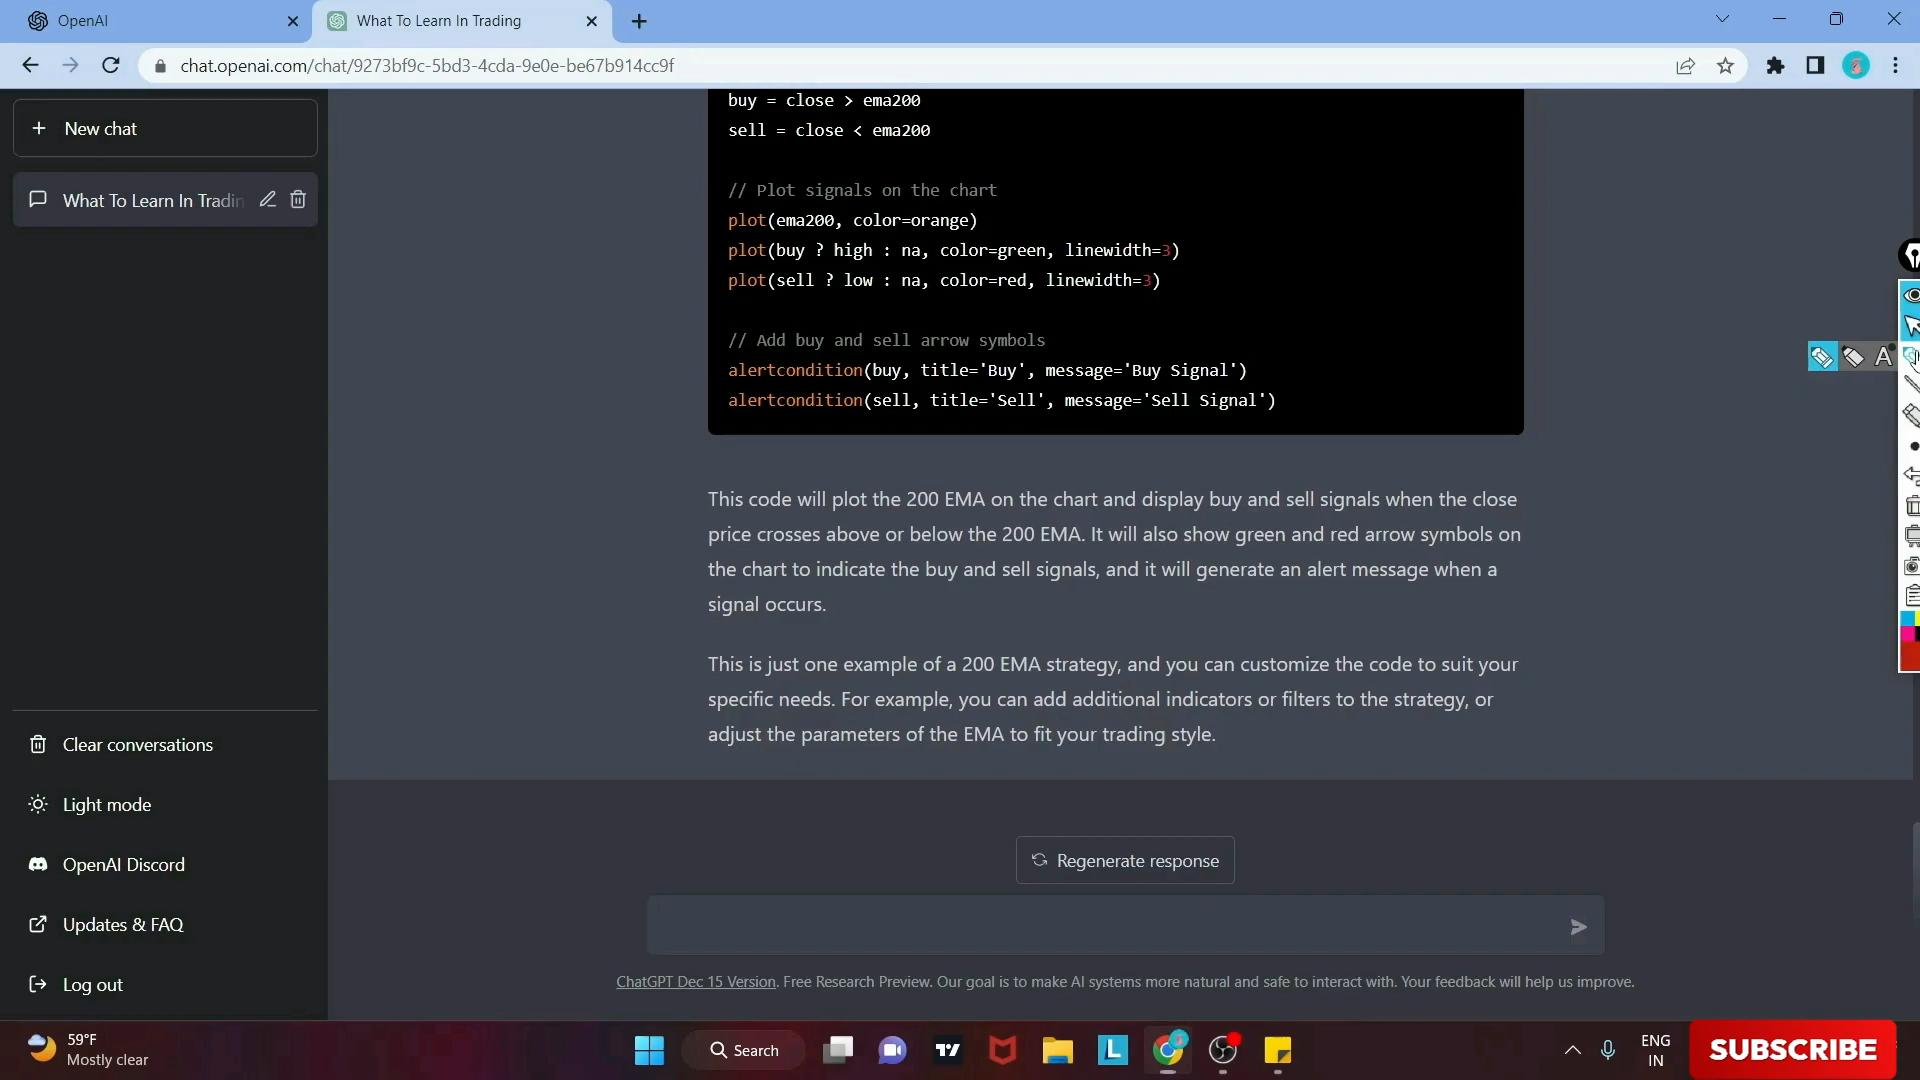 OpenAI
What To Learn In Trading
chat.openai.com/chat/9273bf9c-5bd3-4cda-9e0e-be67b914cc9f
New chat
What To Learn In Tradin
buy = close > ema200
sell = close < ema200
// Plot signals on the chart
plot(ema200, color=orange)
plot(buy ? high : na, color=green, linewidth=3)
plot(sell ? low : na, color=red, linewidth=3)
// Add buy and sell arrow symbols
alertcondition(buy, title='Buy', message='Buy Signal')
alertcondition(sell, title='Sell', message='Sell Signal')
This code will plot the 200 EMA on the chart and display buy and sell signals when the close
price crosses above or below the 200 EMA. It will also show green and red arrow symbols on
the chart to indicate the buy and sell signals, and it will generate an alert message when a
signal occurs.
This is just one example of a 200 EMA strategy, and you can customize the code to suit your
specific needs. For example, you can add additional indicators or filters to the strategy, or
adjust the parameters of the EMA to fit your trading style.
A
Clear conversations
Light mode
OpenAI Discord
Updates & FAQ
Log out
Regenerate response
ChatGPT Dec 15 Version. Free Research Preview. Our goal is to make AI systems more natural and safe to interact with. Your feedback will help us improve.
59°F
Mostly clear
Search
L
ENG
IN
SUBSCRIBE